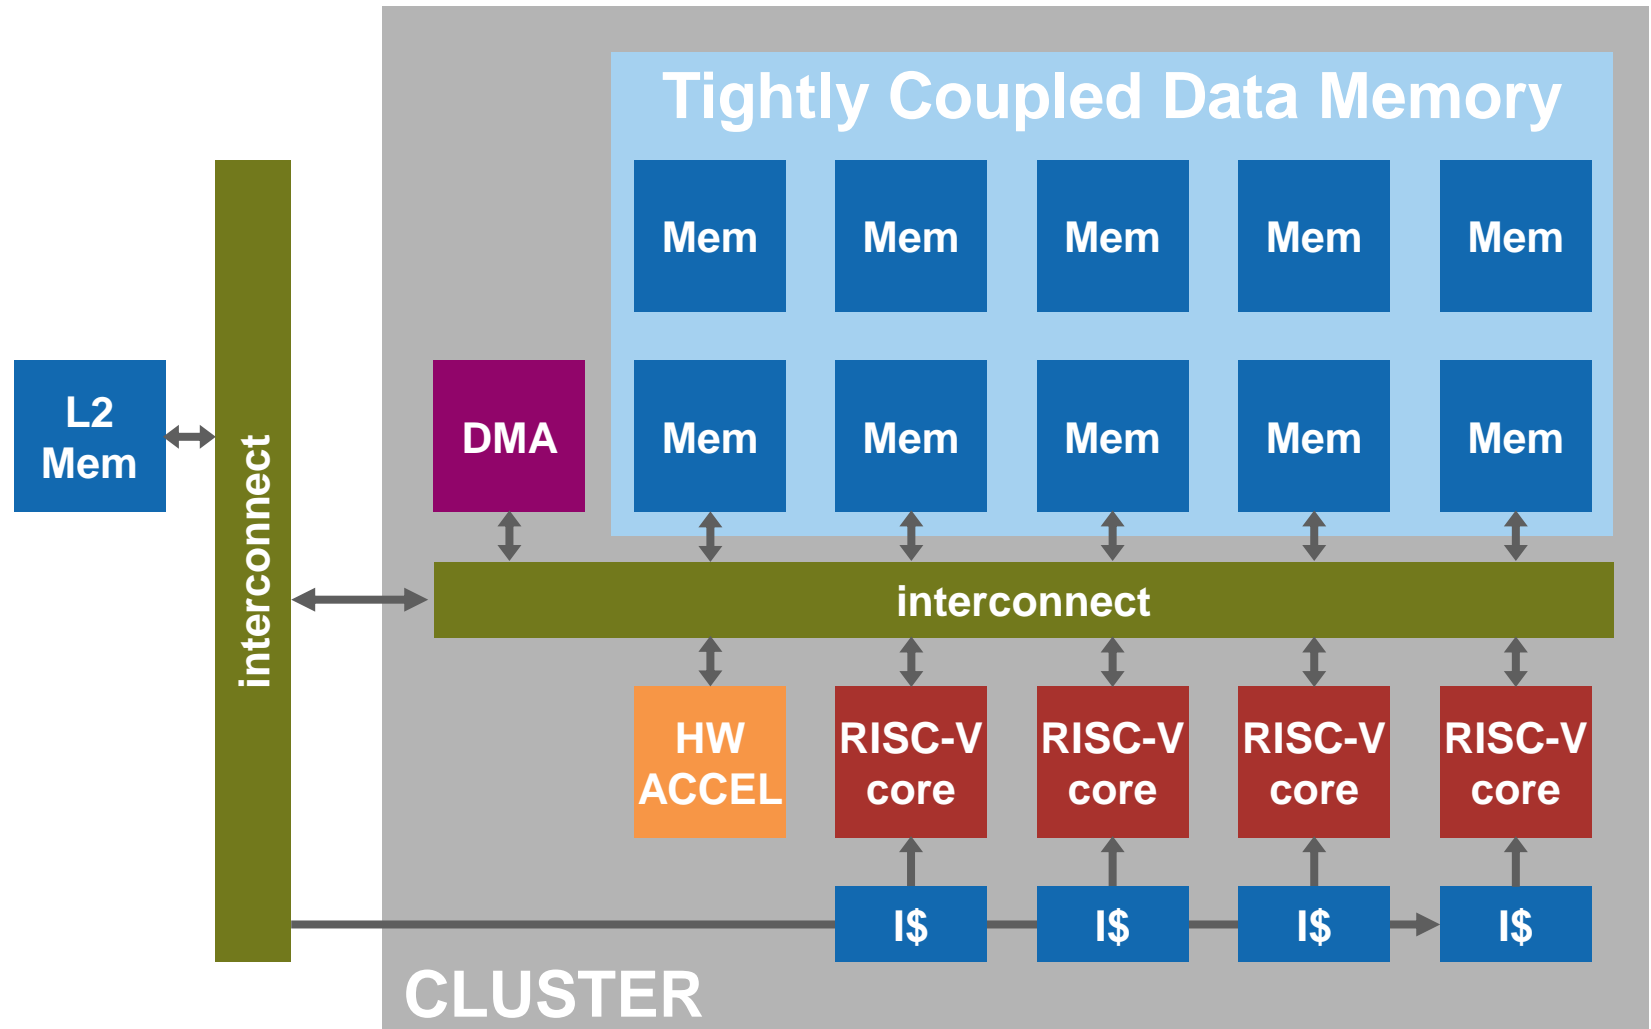 Tightly Coupled Data Memory
Mem
Mem
Mem
Mem
Mem
L2
Mem
interconnect
DMA
Mem
Mem
Mem
Mem
Mem
interconnect
HW
ACCEL
RISC-V
core
RISC-V
core
RISC-V
core
RISC-V
core
I$
I$
I$
I$
CLUSTER